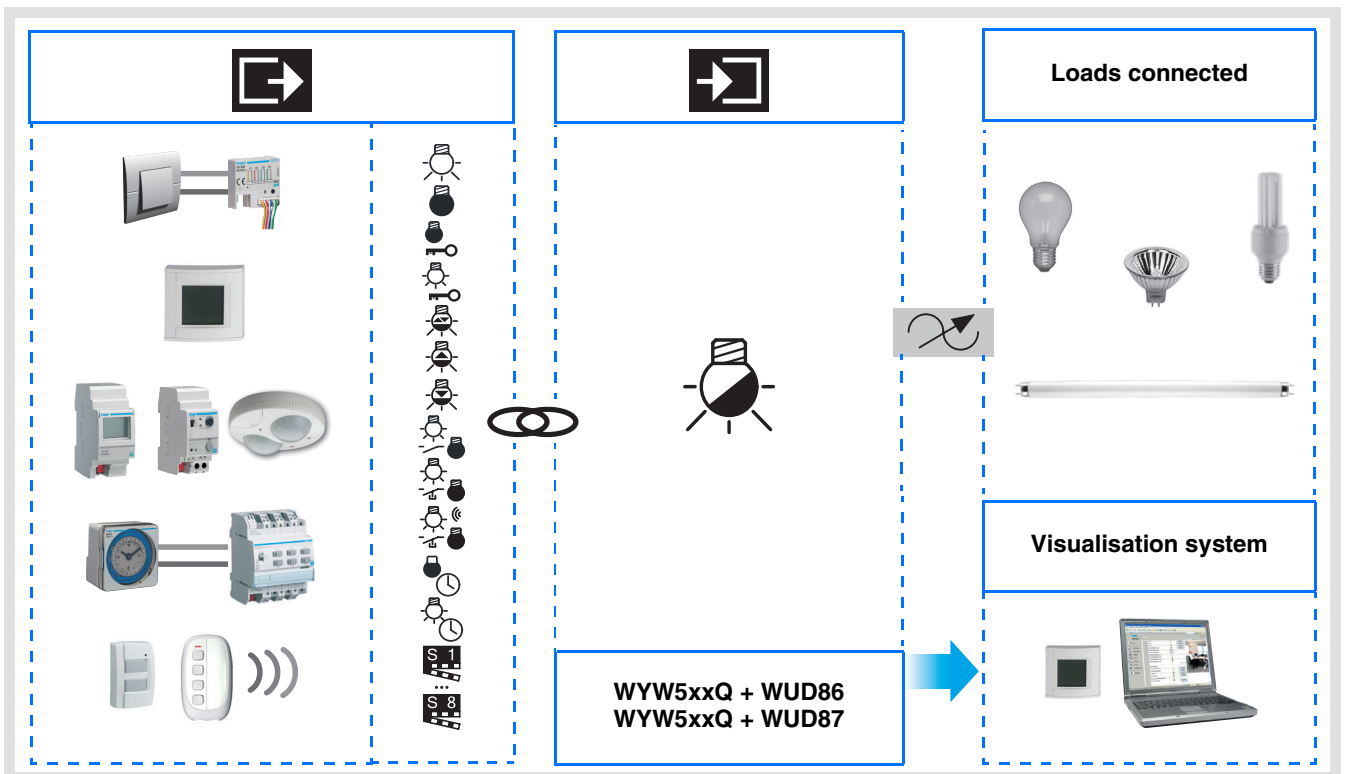 Loads connected
S 1
...
S 8
Visualisation system
WYW5xxQ + WUD86
WYW5xxQ + WUD87